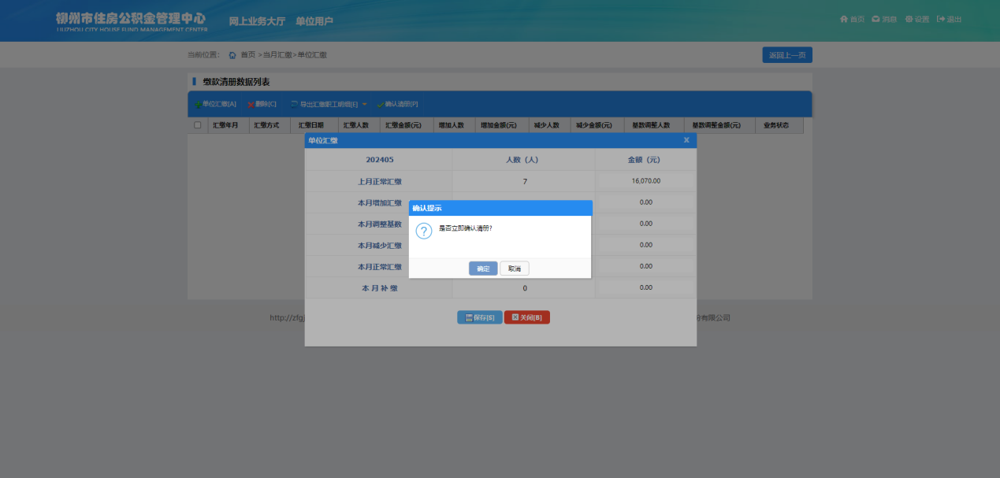 柳州市住房公积金管理中心 网上业务大厅 单位用户 首页 消息 设置 退出
LIUZHOU CITY HOUSE FUND MANAGEMENT CENTER
当前位置： 首页 >当月汇缴>单位汇缴 返回上一页
缴款清册数据列表
单位汇缴[A] 删除[C] 导出汇缴职工明细[E] 确认清册[P]
汇缴年月 汇缴方式 汇缴日期 汇缴人数 汇缴金额(元) 增加人数 增加金额(元) 减少人数 减少金额(元) 基数调整人数 基数调整金额(元) 业务状态
单位汇缴 X
202405 人数（人） 金额（元）
上月正常汇缴 7 16,070.00
本月增加汇缴 0.00
确认提示
本月调整基数 0.00
是否立即确认清册?
本月减少汇缴 0.00
本月正常汇缴 0.00
确定 取消
本 月 补 缴 0 0.00
保存[S] 关闭[B]
http://zfgj 份有限公司